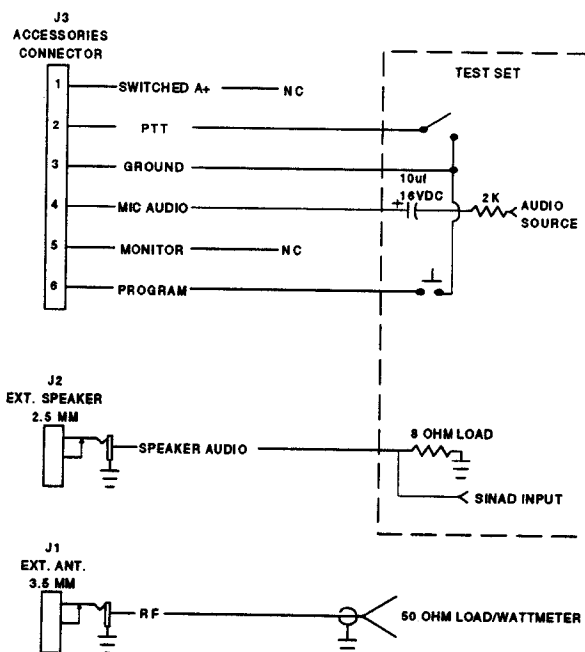 J3
ACCESSORIES
CONNECTOR
TEST SET
1 SWITCHED A+ NC
2 PTT
3 GROUND
10uf
16VDC
4 MIC AUDIO + 2K AUDIO
SOURCE
5 MONITOR NC
6 PROGRAM
J2
EXT. SPEAKER
2.5 MM
8 OHM LOAD
SPEAKER AUDIO
SINAD INPUT
J1
EXT. ANT.
3.5 MM
RF
50 OHM LOAD/WATTMETER